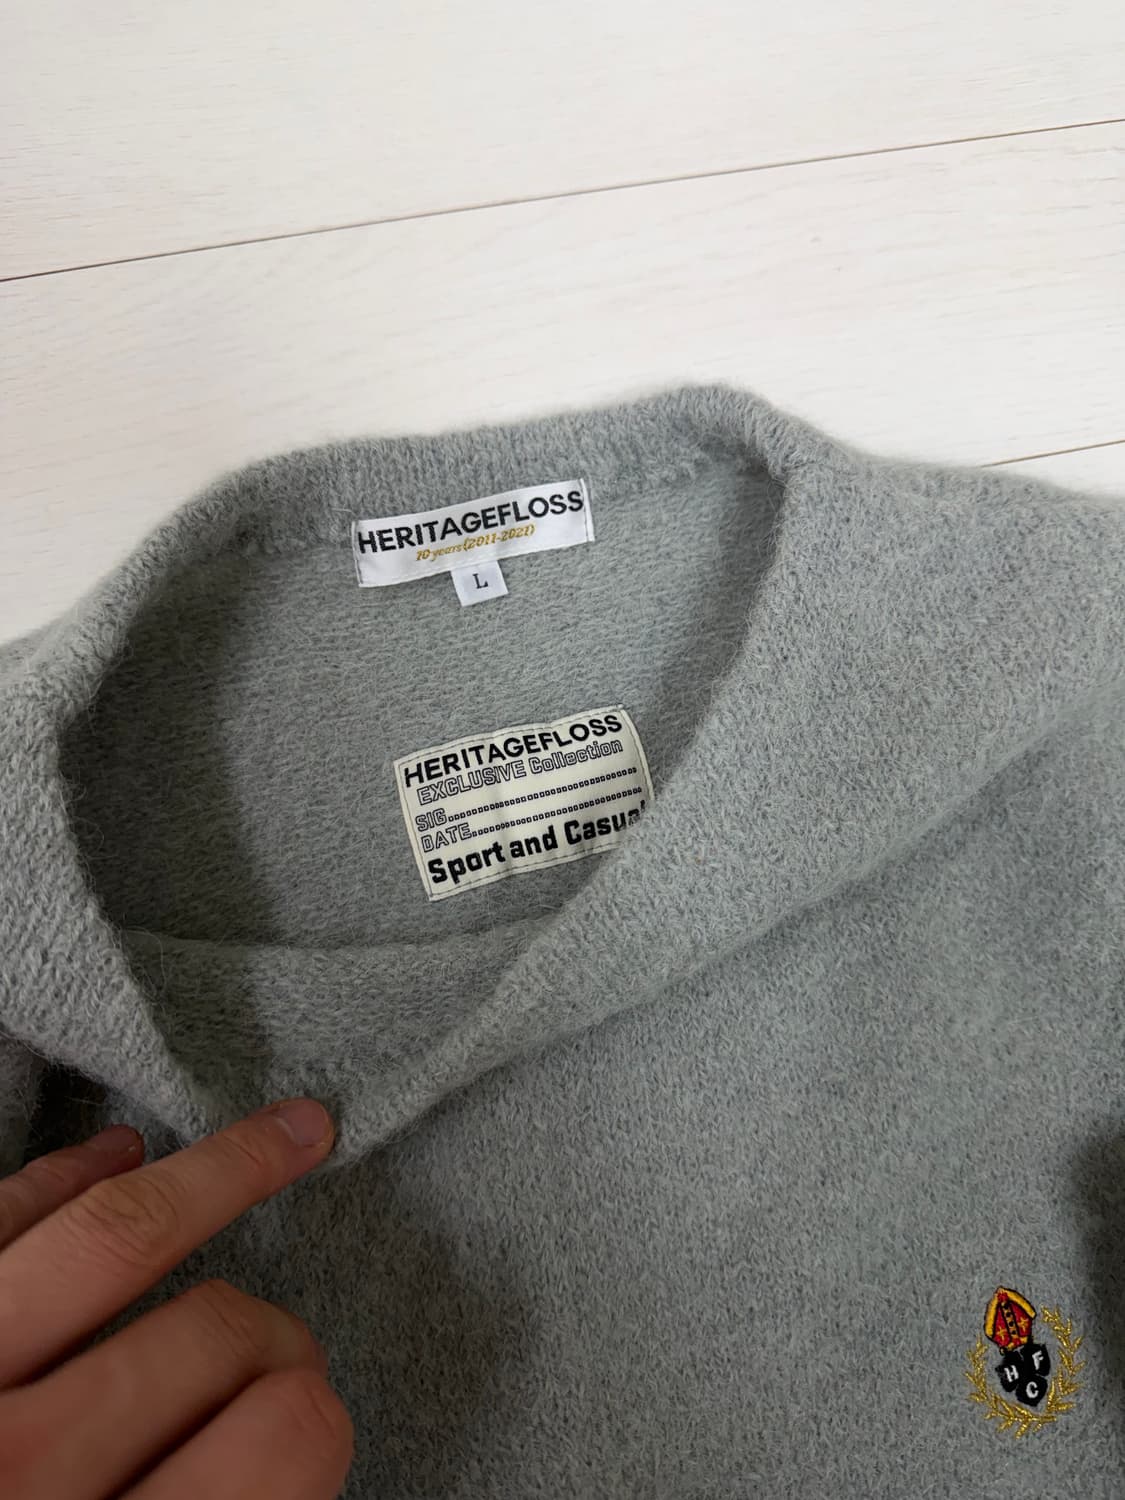 HERITAGEFLOSS
10 years (2011-2021)
L
HERITAGEFLOSS
EXCLUSIVE Collection
SIG.................................
DATE..............................
Sport and Casual
H F
C